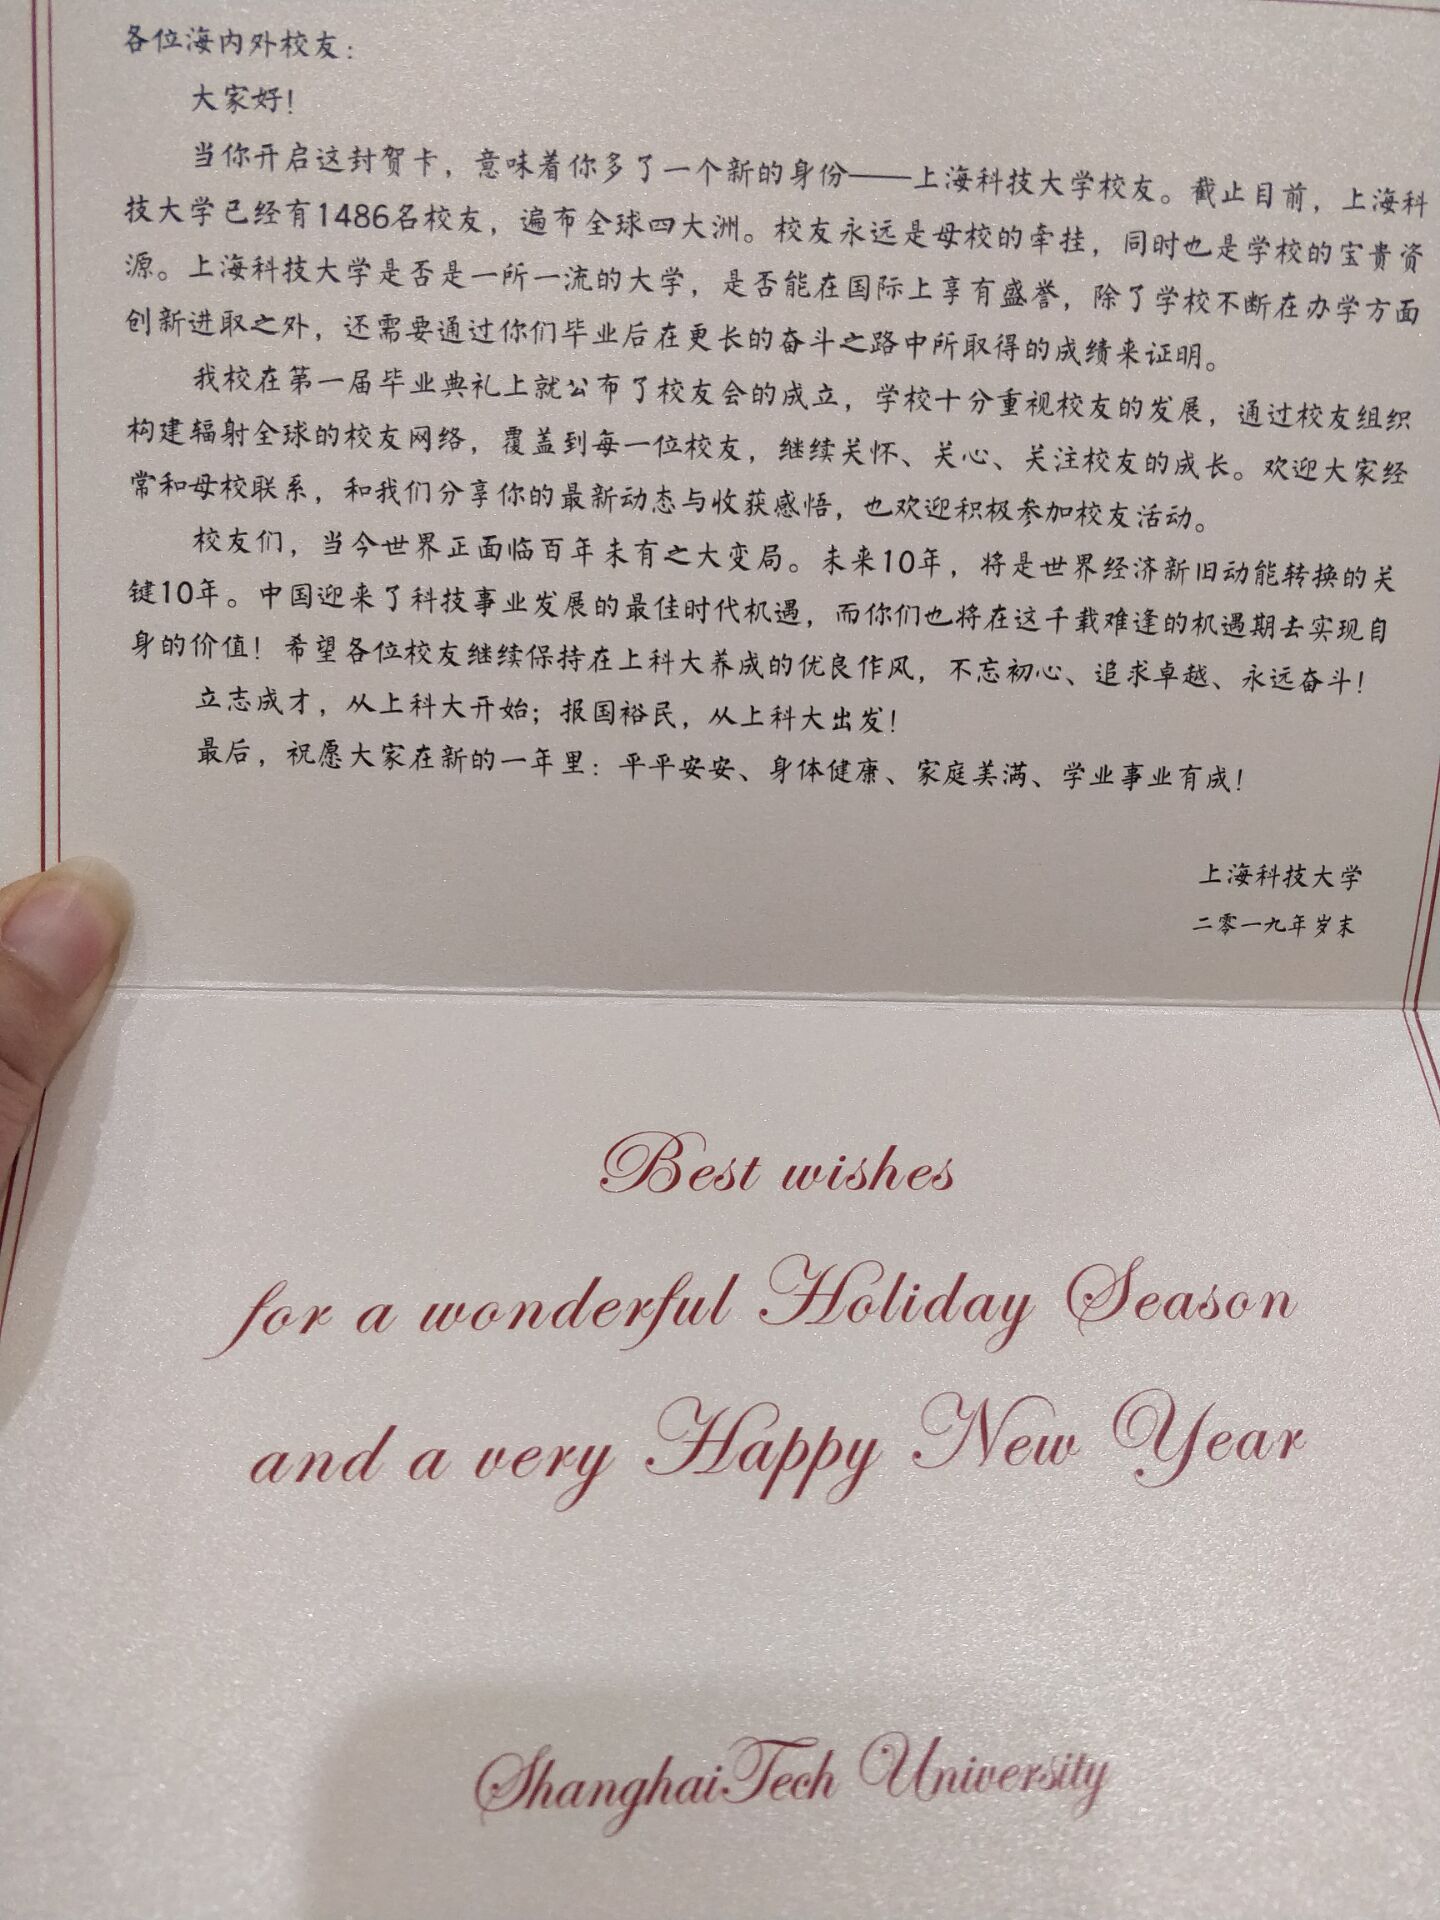 各位海内外校友：
大家好！
当你开启这封贺卡，意味着你多了一个新的身份——上海科技大学校友。截止目前，上海科
技大学已经有1486名校友，遍布全球四大洲。校友永远是母校的牵挂，同时也是学校的宝贵资
源。上海科技大学是否是一所一流的大学，是否能在国际上享有盛誉，除了学校不断在办学方面
创新进取之外，还需要通过你们毕业后在更长的奋斗之路中所取得的成绩来证明。
我校在第一届毕业典礼上就公布了校友会的成立，学校十分重视校友的发展，通过校友组织
构建辐射全球的校友网络，覆盖到每一位校友，继续关怀、关心、关注校友的成长。欢迎大家经
常和母校联系，和我们分享你的最新动态与收获感悟，也欢迎积极参加校友活动。
校友们，当今世界正面临百年未有之大变局。未来10年，将是世界经济新旧动能转换的关
键10年。中国迎来了科技事业发展的最佳时代机遇，而你们也将在这千载难逢的机遇期去实现自
身的价值！希望各位校友继续保持在上科大养成的优良作风，不忘初心、追求卓越、永远奋斗！
立志成才，从上科大开始；报国裕民，从上科大出发！
最后，祝愿大家在新的一年里：平平安安、身体健康、家庭美满、学业事业有成！
上海科技大学
二零一九年岁末
Best wishes
for a wonderful Holiday Season
and a very Happy New Year
ShanghaiTech University